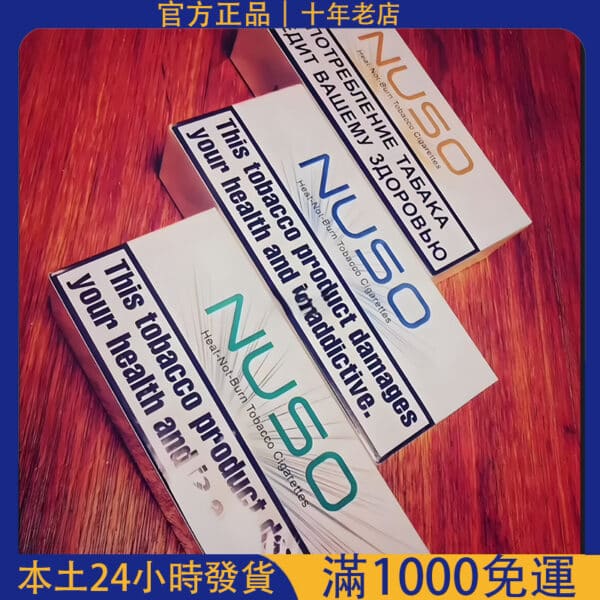 官方正品｜十年老店
NUSO
Heat-Not-Burn Tobacco Cigarettes
ПОТРЕБЛЕНИЕ ТАБАКА
ВРЕДИТ ВАШЕМУ ЗДОРОВЬЮ
NUSO
Heat-Not-Burn Tobacco Cigarettes
This tobacco product damages
your health and is addictive.
NUSO
Heat-Not-Burn Tobacco Cigarettes
This tobacco product
your health and is a
本土24小時發貨
滿1000免運